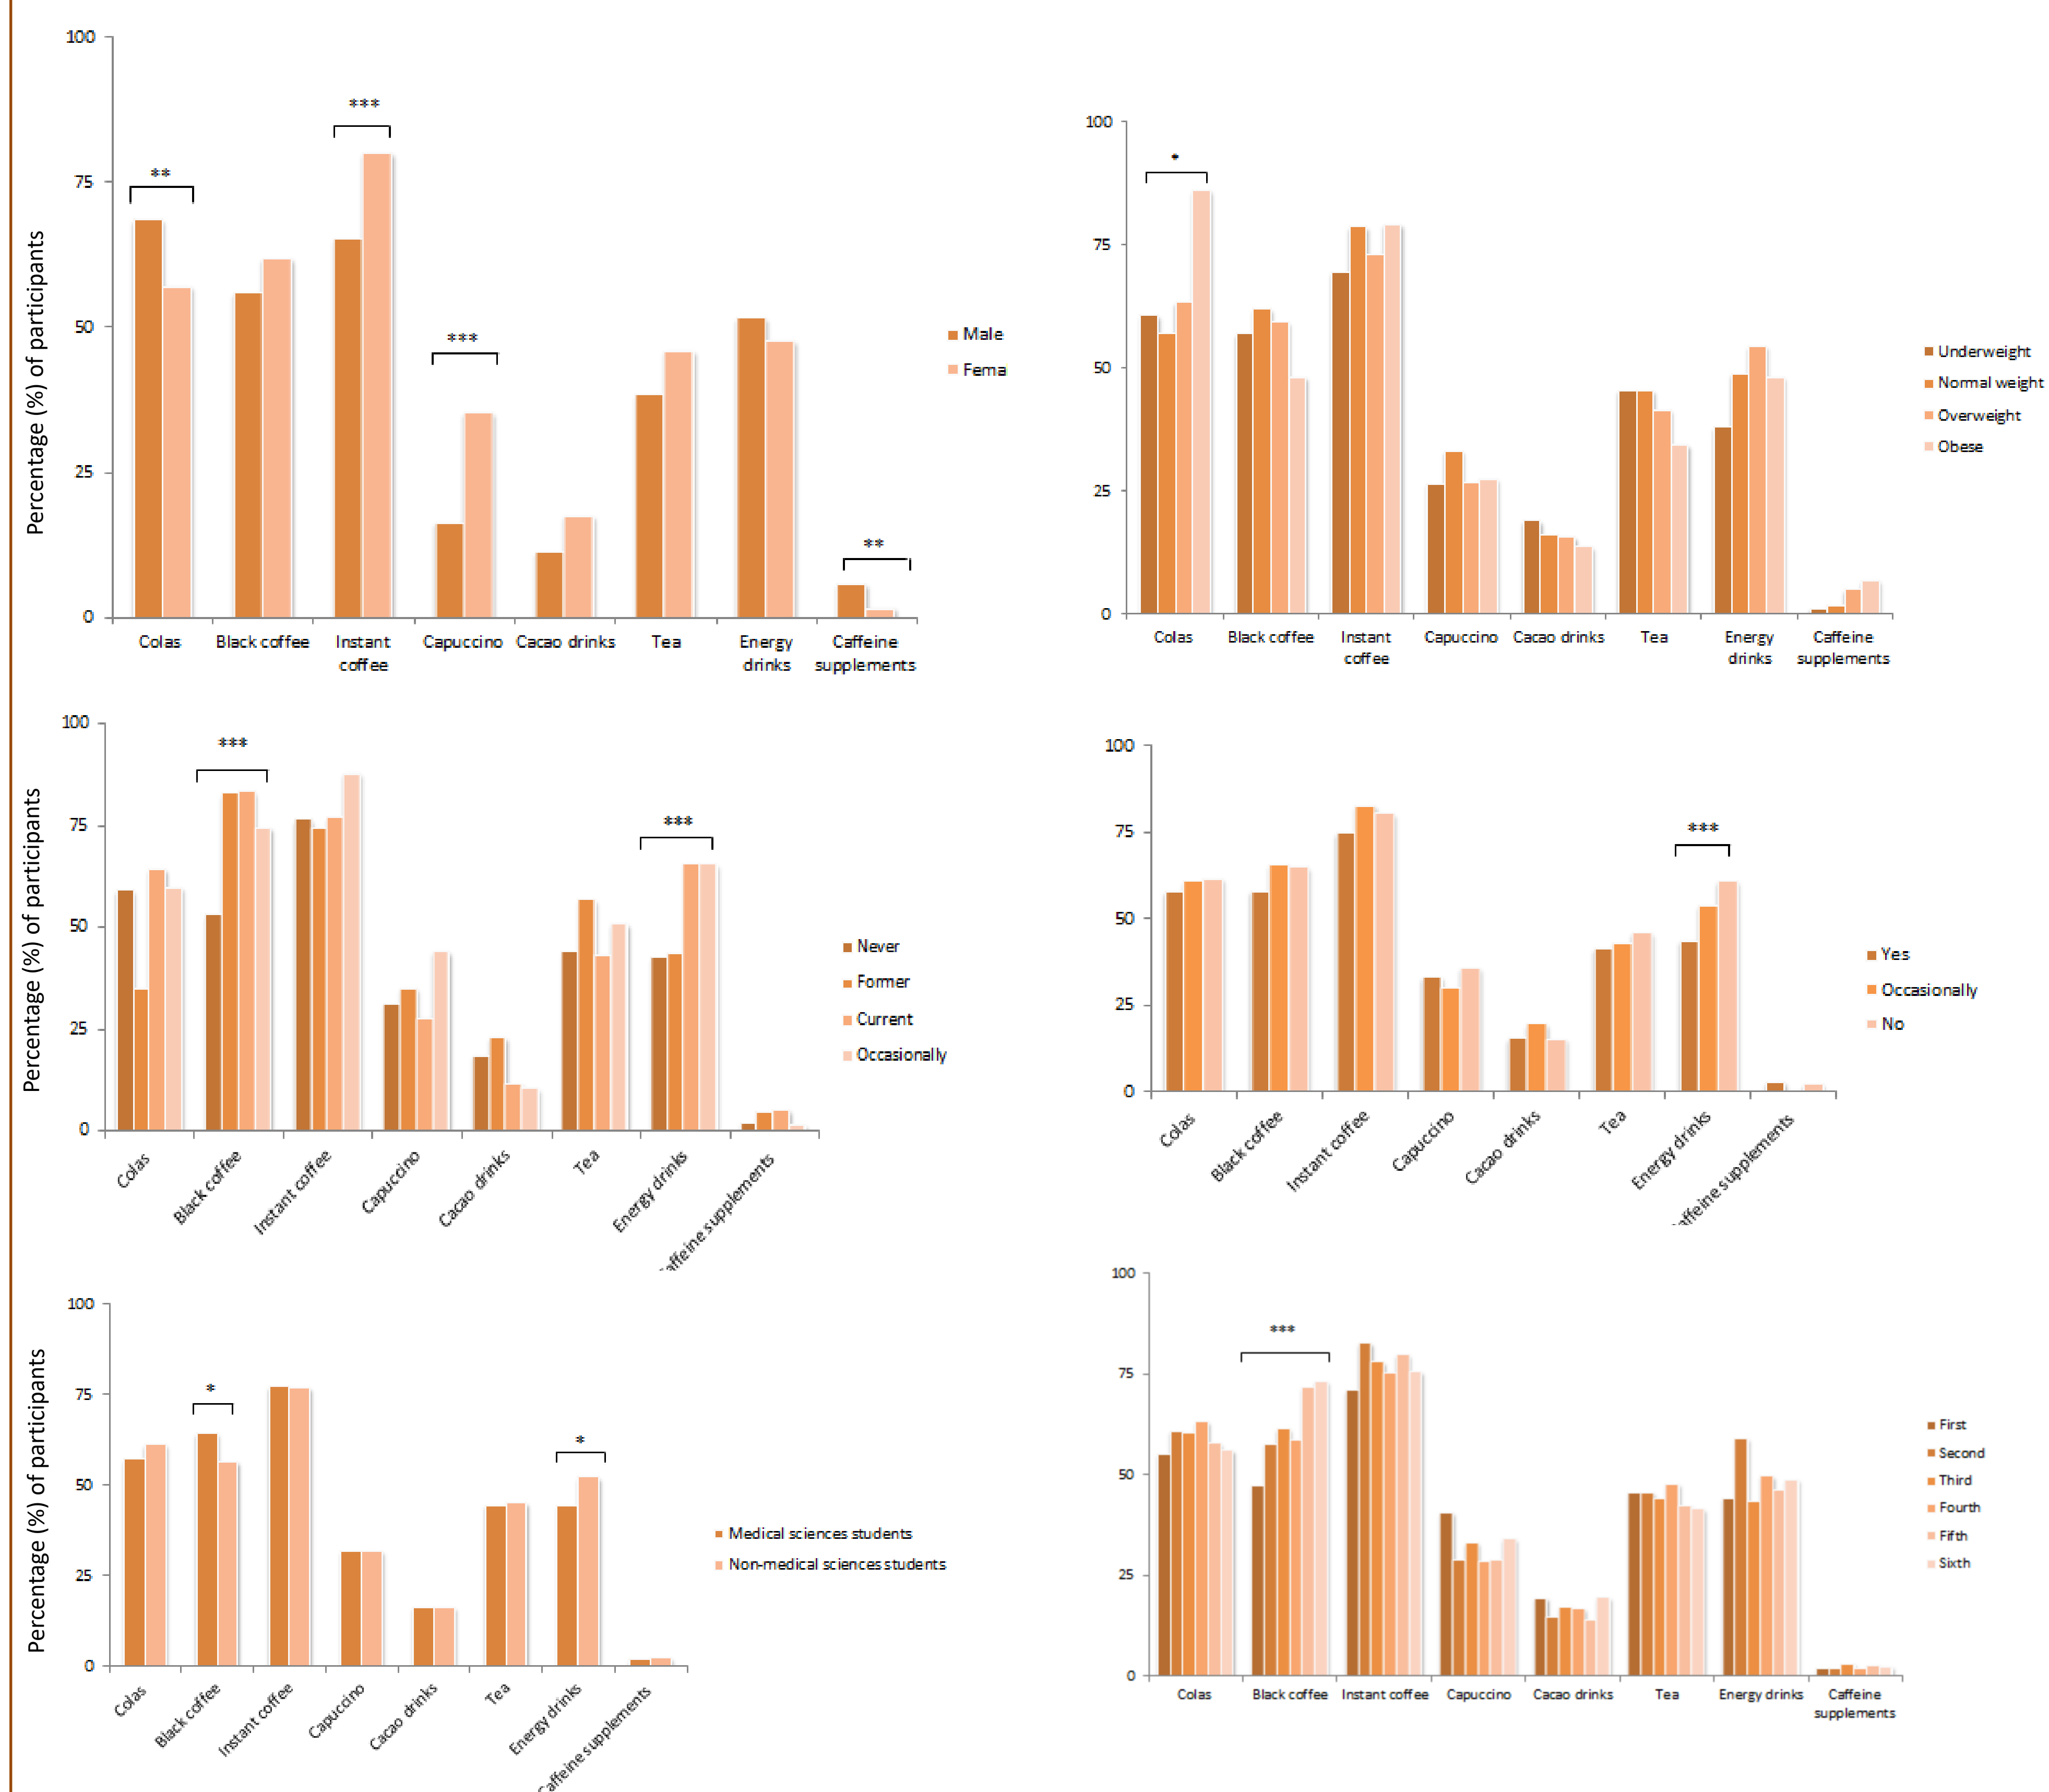 Percentage (%) of participants
100
75
50
25
0
**
***
***
**
Colas
Black coffee
Instant
coffee
Capuccino
Cacao drinks
Tea
Energy
drinks
Caffeine
supplements
Male
Fema
100
75
50
25
0
*
Colas
Black coffee
Instant
coffee
Capuccino
Cacao drinks
Tea
Energy
drinks
Caffeine
supplements
Underweight
Normal weight
Overweight
Obese
Percentage (%) of participants
100
75
50
25
0
***
***
Colas
Black coffee
Instant coffee
Capuccino
Cacao drinks
Tea
Energy drinks
affeine supplements
Never
Former
Current
Occasionally
100
75
50
25
0
***
Colas
Black coffee
Instant coffee
Capuccino
Cacao drinks
Tea
Energy drinks
affeine supplements
Yes
Occasionally
No
Percentage (%) of participants
100
75
50
25
0
*
*
Colas
Black coffee
Instant coffee
Capuccino
Cacao drinks
Tea
Energy drinks
Caffeine supplements
Medical sciences students
Non-medical sciences students
100
75
50
25
0
***
Colas
Black coffee
Instant coffee
Capuccino
Cacao drinks
Tea
Energy drinks
Caffeine
supplements
First
Second
Third
Fourth
Fifth
Sixth